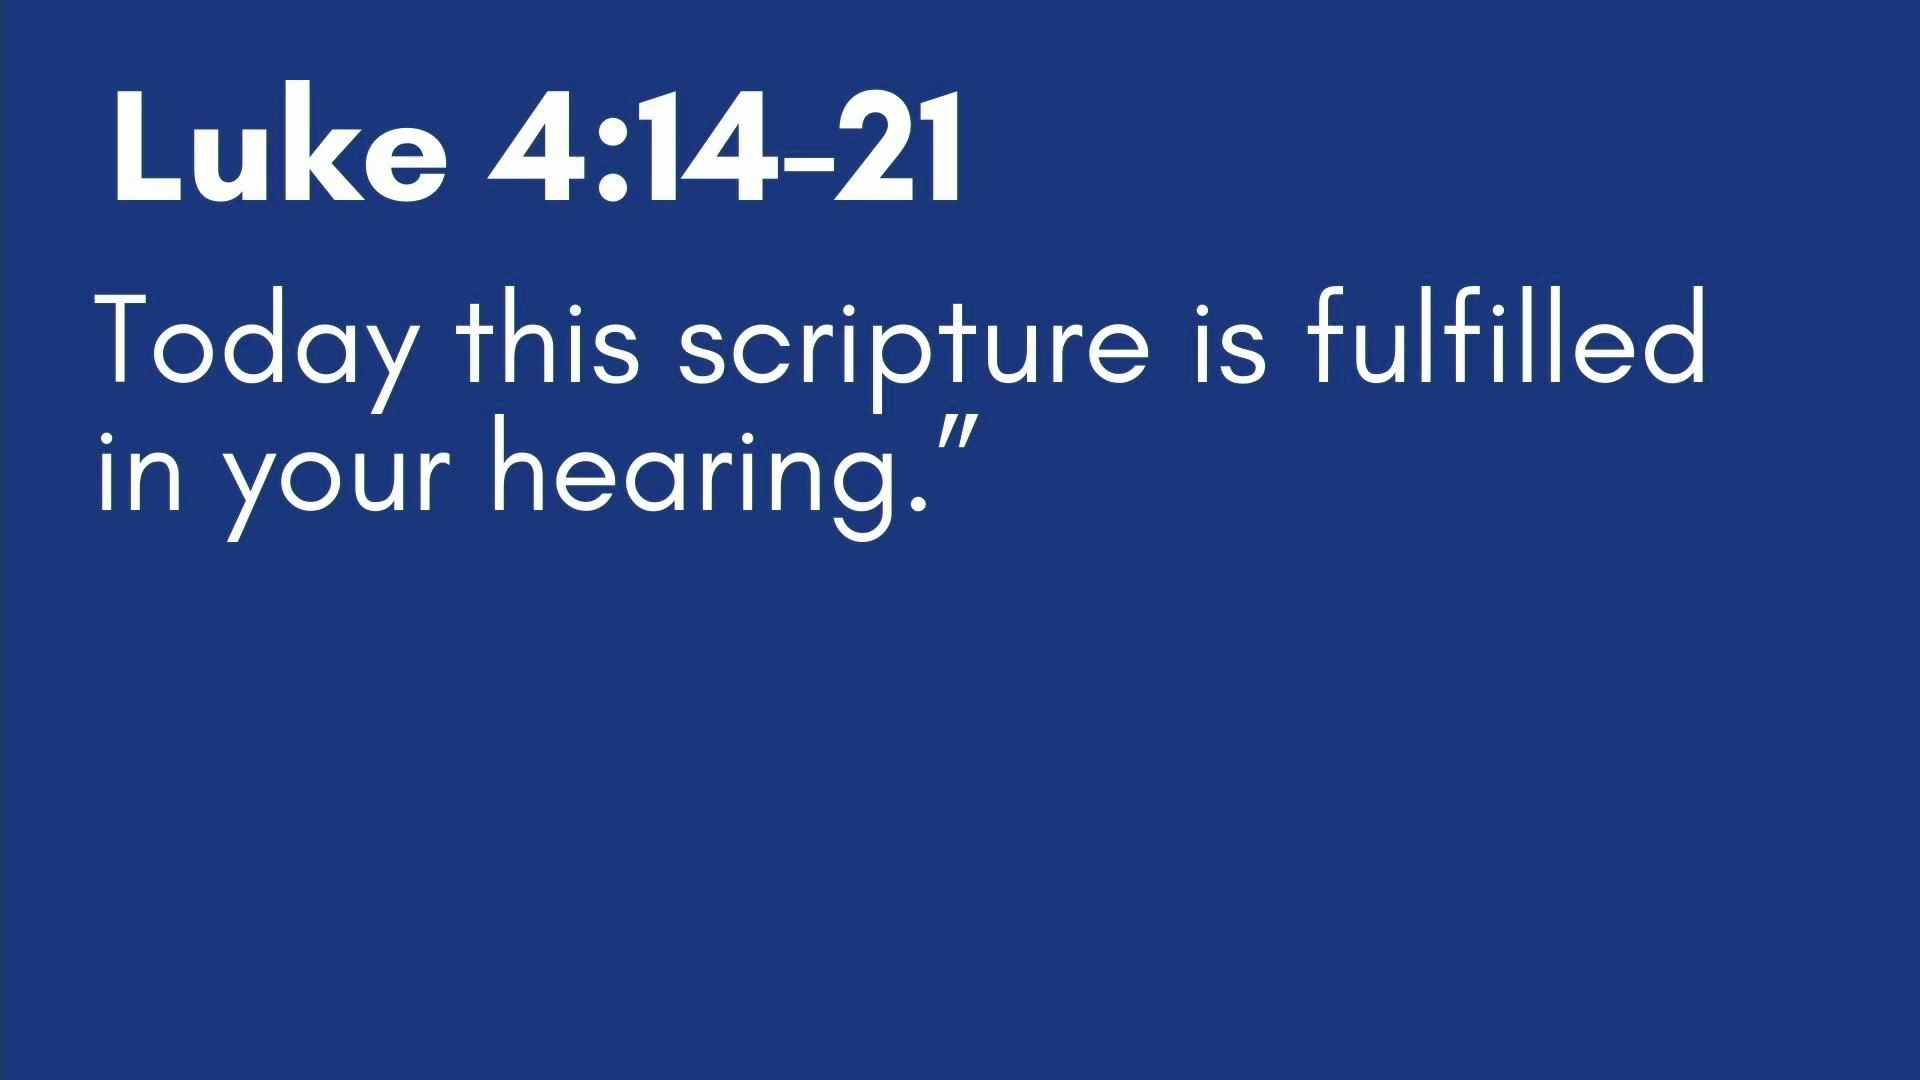 Luke 4:14-21
Today this scripture is fulfilled
in your hearing.”